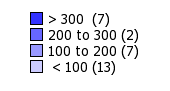 > 300 (7)
200 to 300 (2)
100 to 200 (7)
< 100 (13)